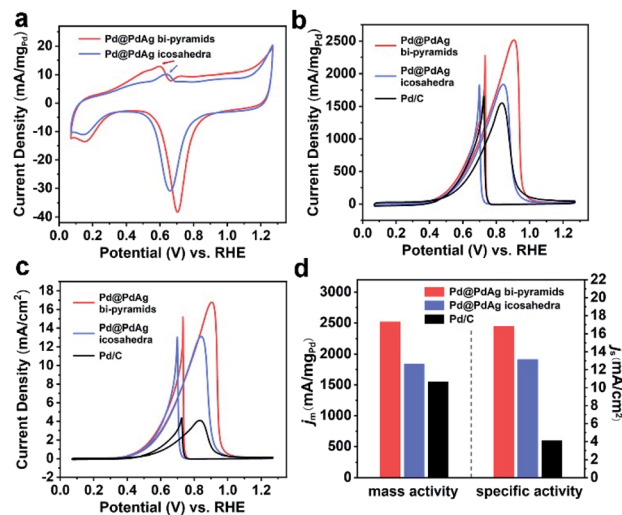 a
Pd@PdAg bi-pyramids
Pd@PdAg icosahedra
Current Density (mA/mgPd)
20
10
0
-10
-20
-30
-40
0.0 0.2 0.4 0.6 0.8 1.0 1.2
Potential (V) vs. RHE
b
Pd@PdAg
bi-pyramids
Pd@PdAg
icosahedra
Pd/C
Current Density (mA/mgPd)
2500
2000
1500
1000
500
0
0.0 0.2 0.4 0.6 0.8 1.0 1.2
Potential (V) vs. RHE
c
Pd@PdAg
bi-pyramids
Pd@PdAg
icosahedra
Pd/C
Current Density (mA/cm²)
18
16
14
12
10
8
6
4
2
0
0.0 0.2 0.4 0.6 0.8 1.0 1.2
Potential (V) vs. RHE
d
Pd@PdAg bi-pyramids
Pd@PdAg icosahedra
Pd/C
jm (mA/mgPd)
3000
2500
2000
1500
1000
500
0
Js (mA/cm²)
22
20
18
16
14
12
10
8
6
4
2
0
mass activity specific activity